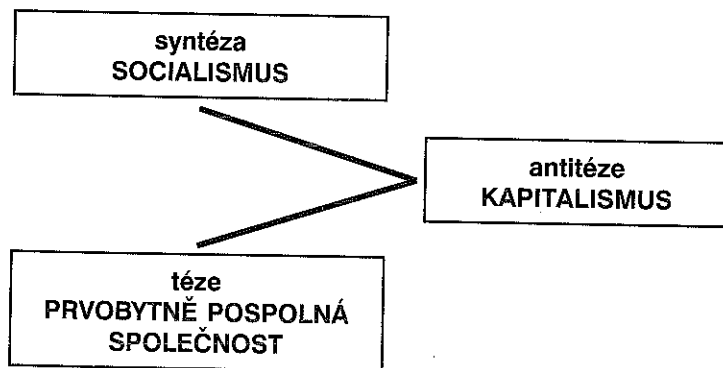 syntéza
SOCIALISMUS
antitéze
KAPITALISMUS
téze
PRVOBYTNĚ POSPOLNÁ
SPOLEČNOST